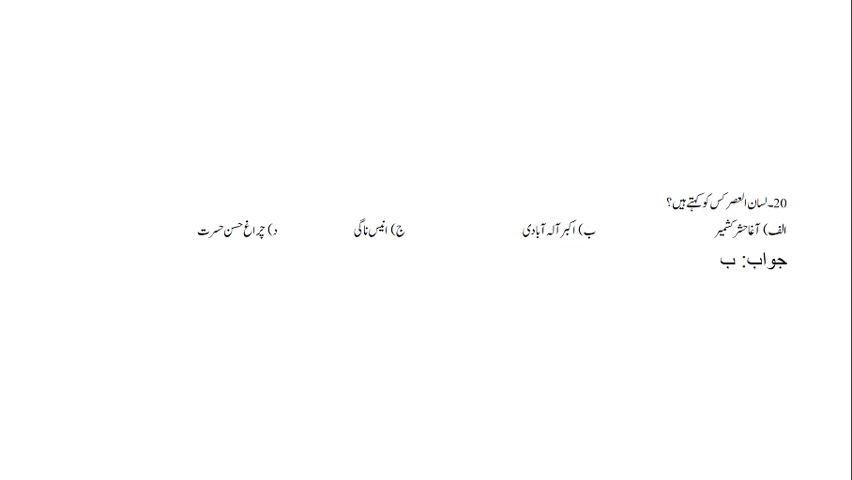 20۔لسان العصر کس کو کہتے ہیں؟
الف) آغا حشر کشمیر ب) اکبر آلہ آبادی ج) انیس ناگی د) چراغ حسن حسرت
جواب: ب